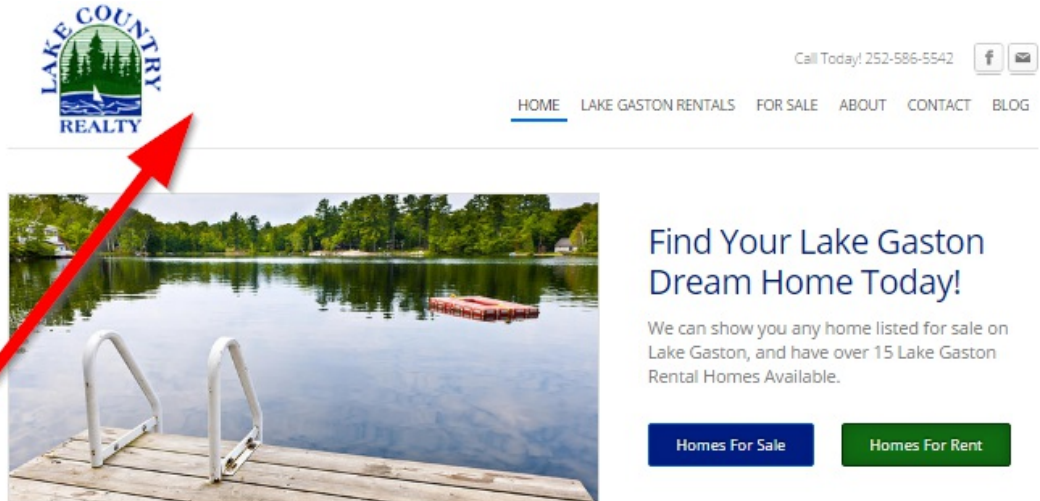 LAKE COUNTRY
REALTY
Call Today! 252-586-5542
HOME LAKE GASTON RENTALS FOR SALE ABOUT CONTACT BLOG
Find Your Lake Gaston
Dream Home Today!
We can show you any home listed for sale on
Lake Gaston, and have over 15 Lake Gaston
Rental Homes Available.
Homes For Sale Homes For Rent